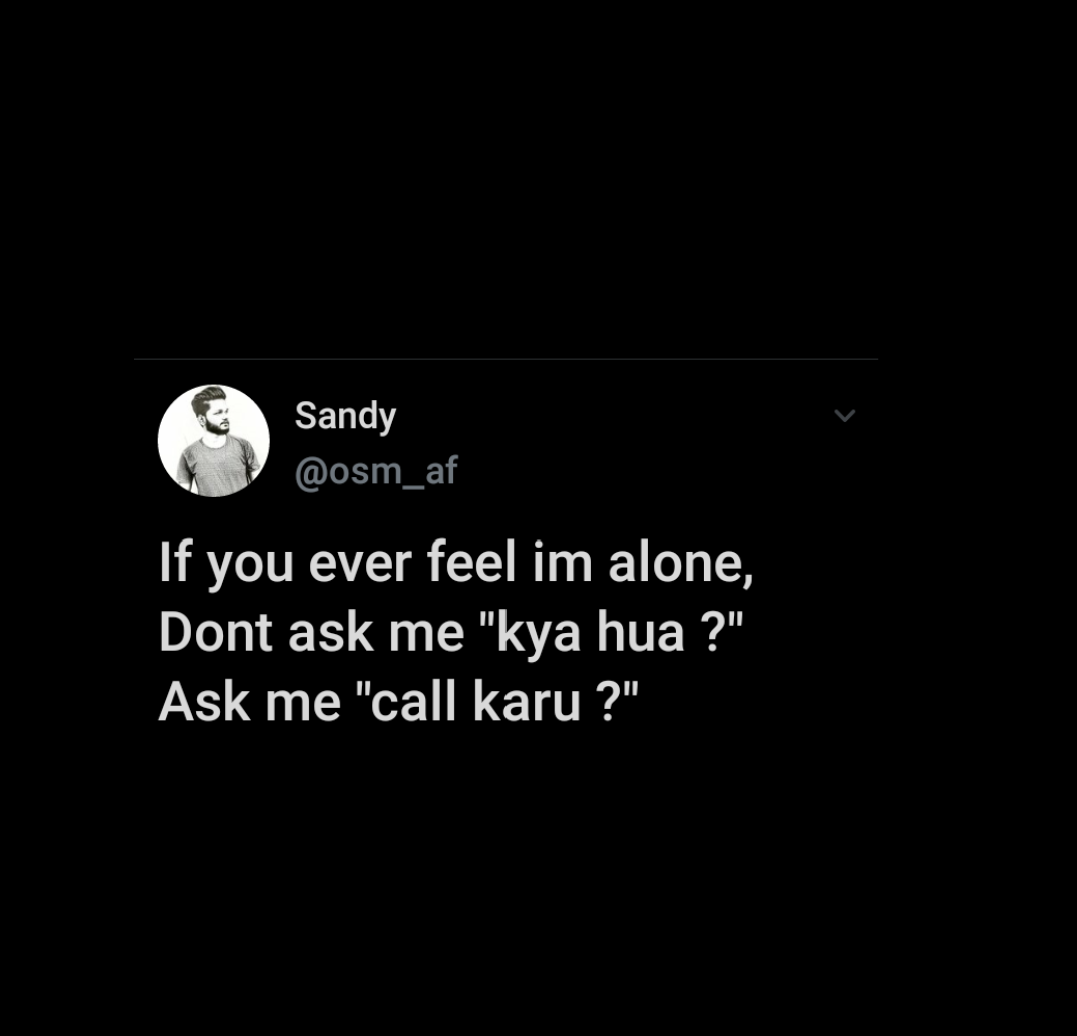 Sandy
@osm_af
If you ever feel im alone,
Dont ask me "kya hua ?"
Ask me "call karu ?"